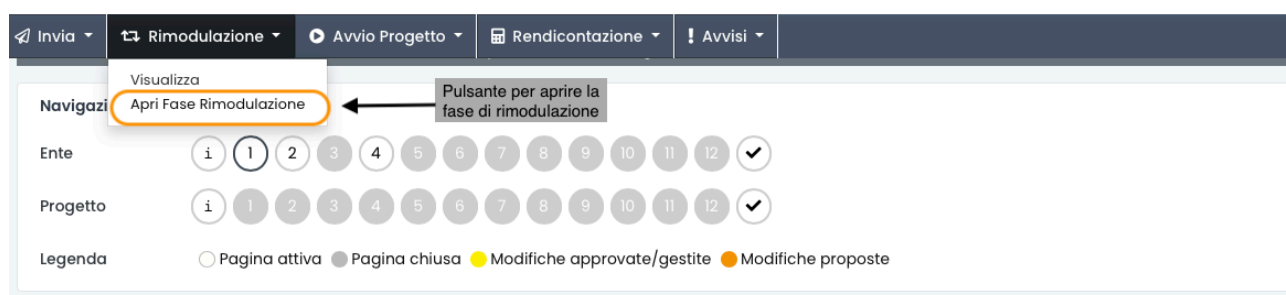 Invia Rimodulazione Avvio Progetto Rendicontazione Avvisi
Visualizza
Apri Fase Rimodulazione
Pulsante per aprire la
fase di rimodulazione
Navigazi
Ente i 1 2 3 4 5 6 7 8 9 10 11 12
Progetto i 1 2 3 4 5 6 7 8 9 10 11 12
Legenda Pagina attiva Pagina chiusa Modifiche approvate/gestite Modifiche proposte